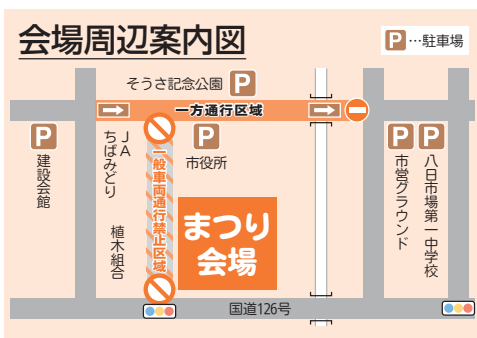 会場周辺案内図
P…駐車場
そうさ記念公園 P
一方通行区域
P
建設会館
JA
ちばみどり
植木組合
一般車両通行禁止区域
P
市役所
まつり
会場
P
市営グラウンド
P
八日市場第一中学校
国道126号